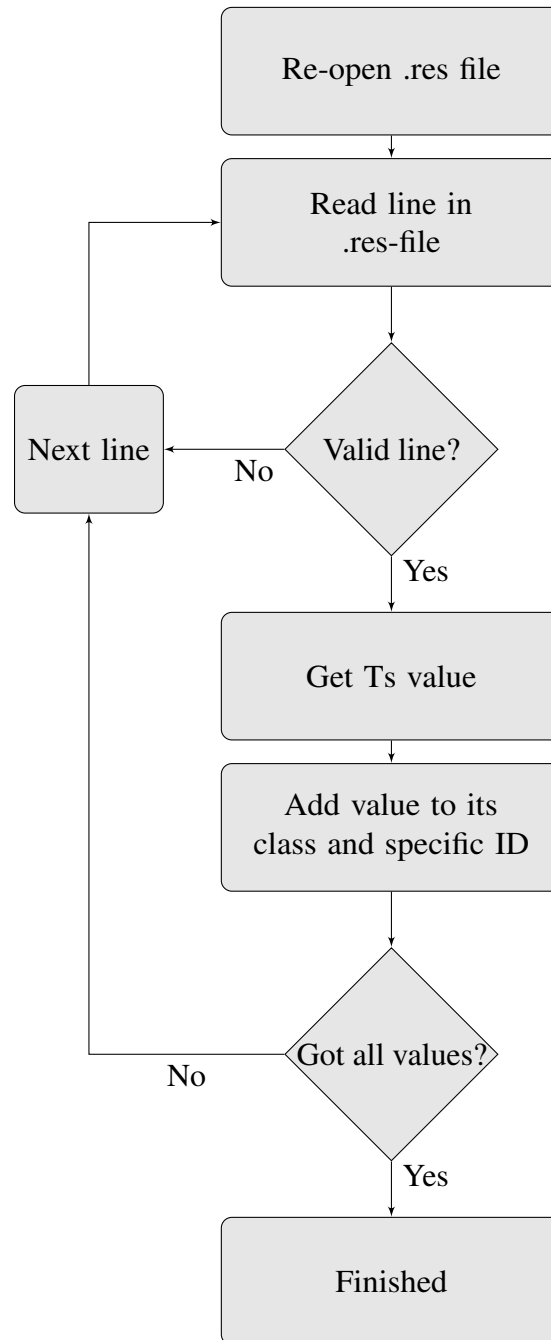 Re-open .res file
Read line in
.res-file
Next line
Valid line?
No
Yes
Get Ts value
Add value to its
class and specific ID
Got all values?
No
Yes
Finished